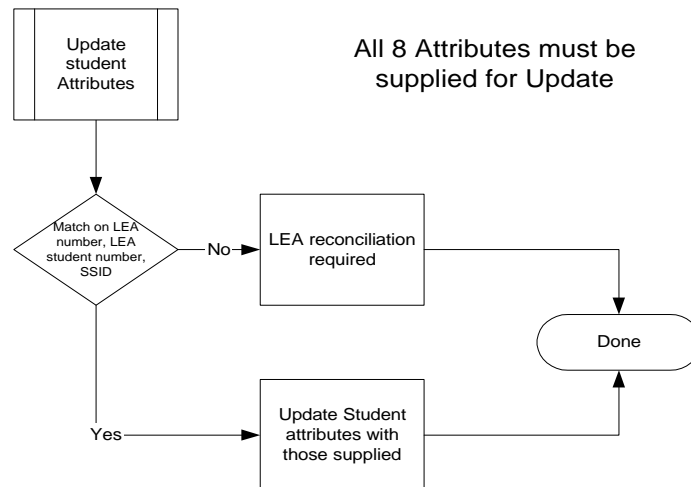 Update
student
Attributes
All 8 Attributes must be
supplied for Update
Match on LEA
number, LEA
student number,
SSID
No
LEA reconciliation
required
Done
Yes
Update Student
attributes with
those supplied